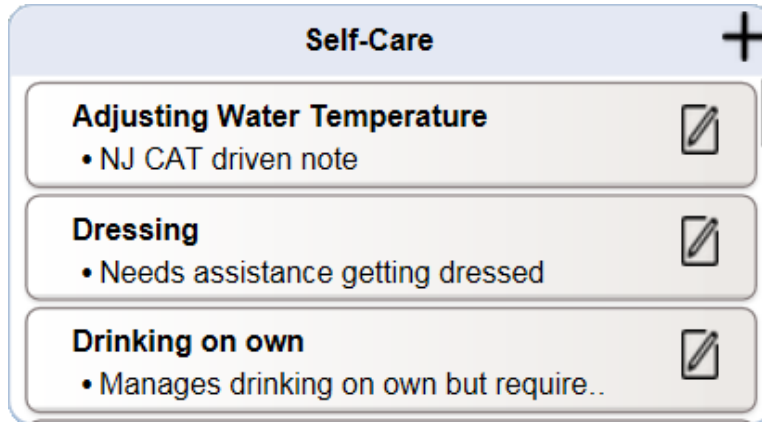 Self-Care
Adjusting Water Temperature
• NJ CAT driven note
Dressing
• Needs assistance getting dressed
Drinking on own
• Manages drinking on own but require..